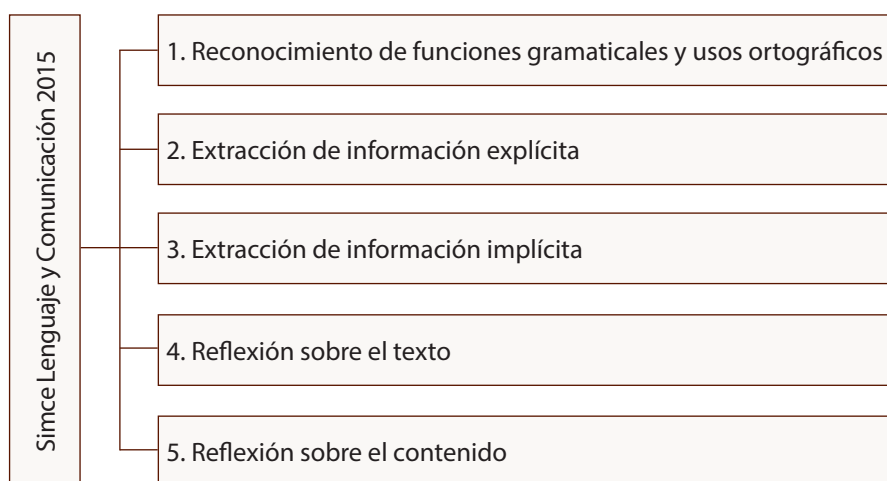 Simce Lenguaje y Comunicación 2015
1. Reconocimiento de funciones gramaticales y usos ortográficos
2. Extracción de información explícita
3. Extracción de información implícita
4. Reflexión sobre el texto
5. Reflexión sobre el contenido